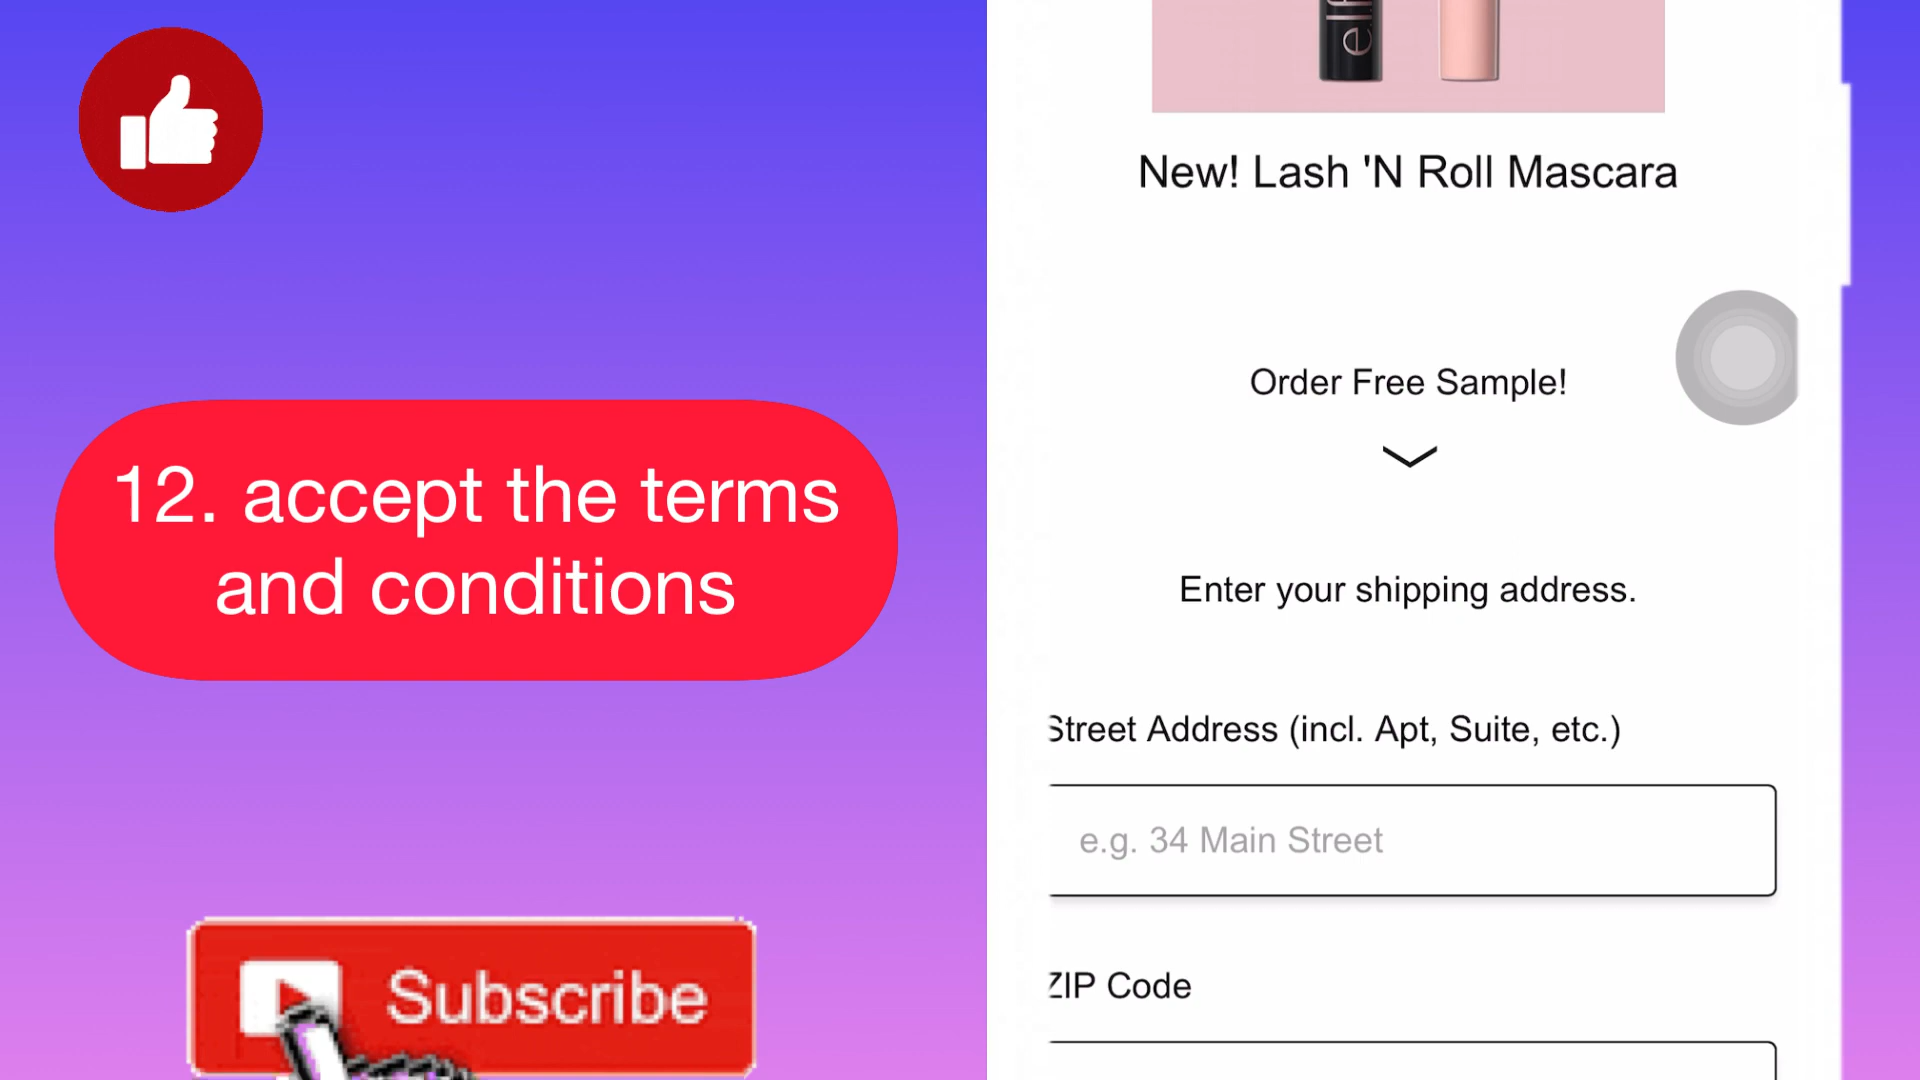 12. accept the terms
and conditions
Subscribe
e.l.f
New! Lash 'N Roll Mascara
Order Free Sample!
Enter your shipping address.
Street Address (incl. Apt, Suite, etc.)
e.g. 34 Main Street
ZIP Code